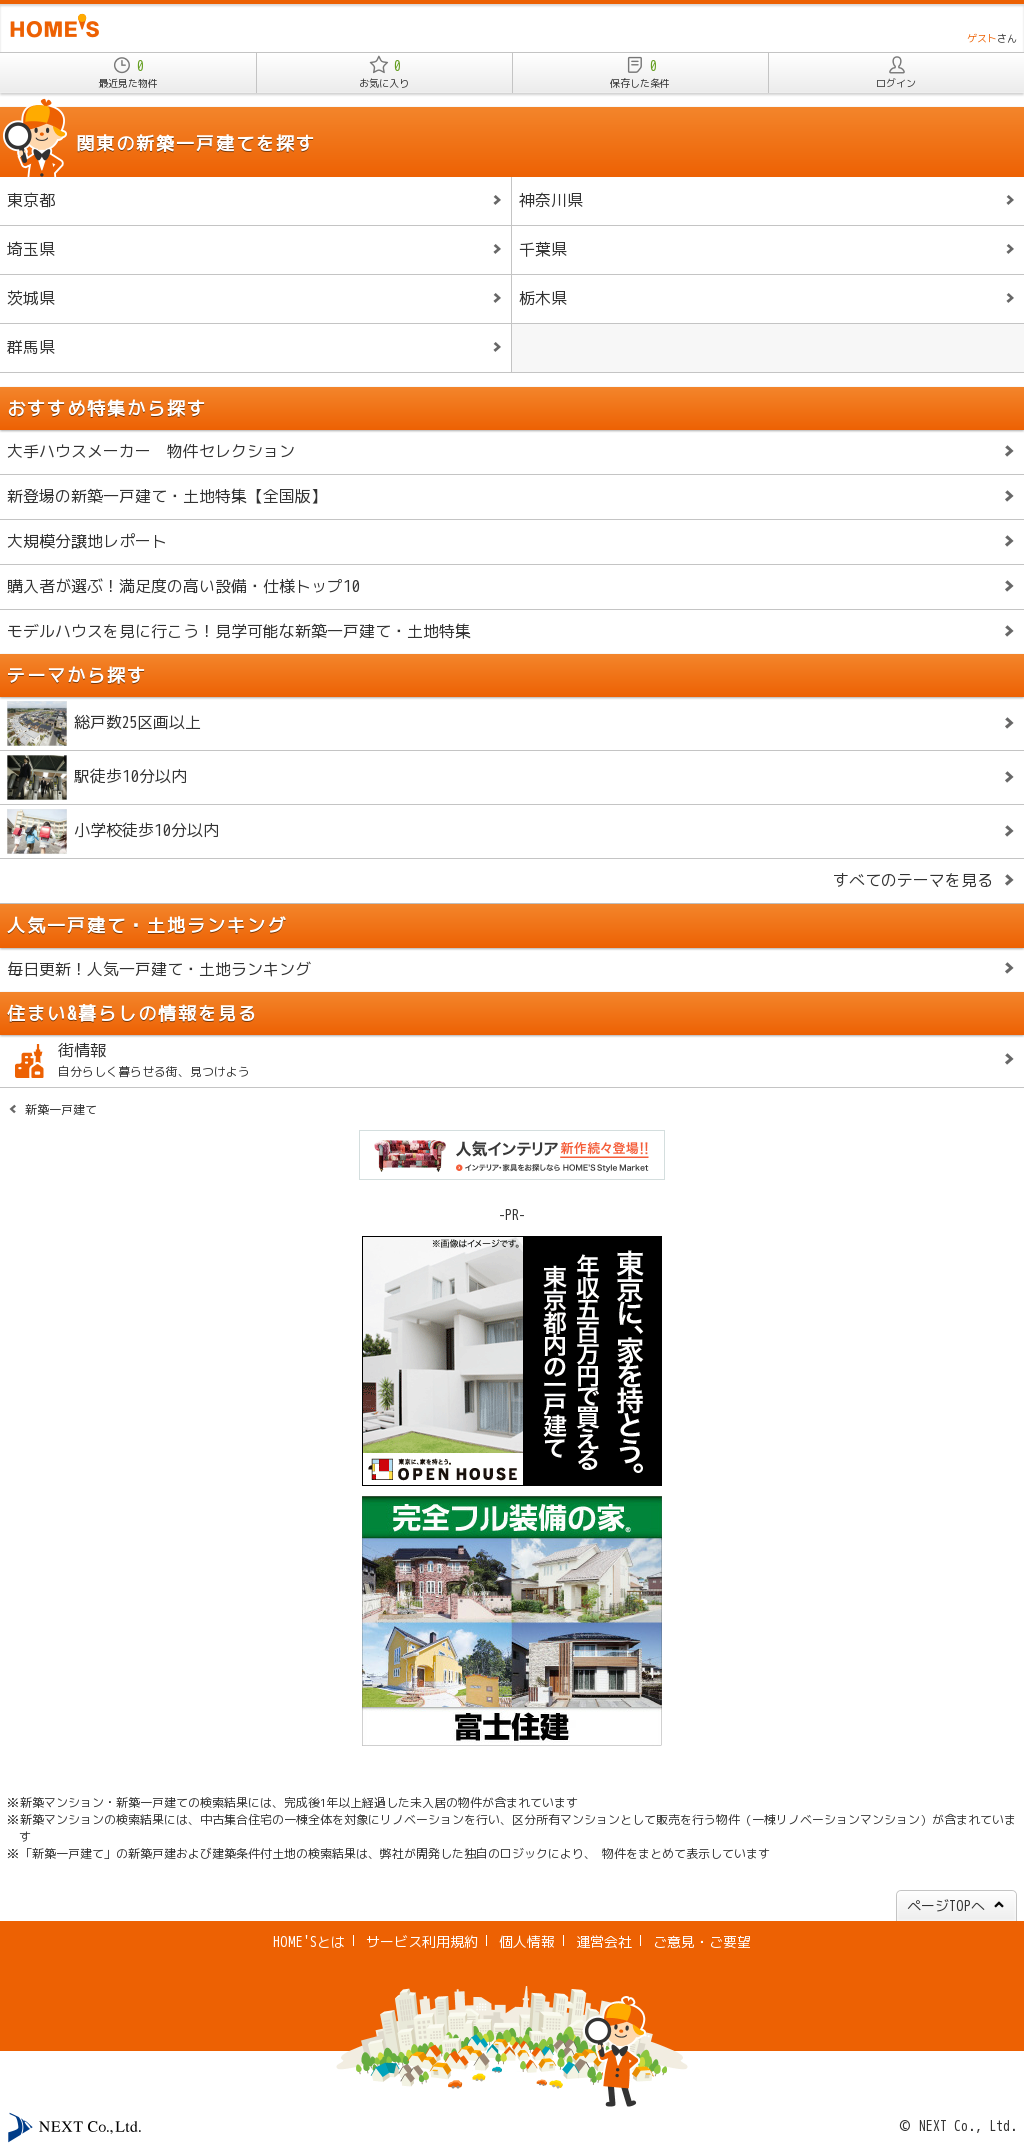 HOME'S
ゲストさん
0
最近見た物件
0
お気に入り
0
保存した条件
ログイン
関東の新築一戸建てを探す
東京都
神奈川県
埼玉県
千葉県
茨城県
栃木県
群馬県
おすすめ特集から探す
大手ハウスメーカー　物件セレクション
新登場の新築一戸建て・土地特集【全国版】
大規模分譲地レポート
購入者が選ぶ！満足度の高い設備・仕様トップ10
モデルハウスを見に行こう！見学可能な新築一戸建て・土地特集
テーマから探す
総戸数25区画以上
駅徒歩10分以内
小学校徒歩10分以内
すべてのテーマを見る
人気一戸建て・土地ランキング
毎日更新！人気一戸建て・土地ランキング
住まい&暮らしの情報を見る
街情報
自分らしく暮らせる街、見つけよう
新築一戸建て
人気インテリア新作続々登場!!
インテリア・家具をお探しなら HOME'S Style Market
-PR-
※画像はイメージです。
東京に、家を持とう。
年収五百万円で買える
東京都内の一戸建て
東京に、家を持とう。
OPEN HOUSE
完全フル装備の家®
富士住建
※新築マンション・新築一戸建ての検索結果には、完成後1年以上経過した未入居の物件が含まれています
※新築マンションの検索結果には、中古集合住宅の一棟全体を対象にリノベーションを行い、区分所有マンションとして販売を行う物件（一棟リノベーションマンション）が含まれていま
す
※「新築一戸建て」の新築戸建および建築条件付土地の検索結果は、弊社が開発した独自のロジックにより、 物件をまとめて表示しています
ページTOPへ
HOME'Sとは
サービス利用規約
個人情報
運営会社
ご意見・ご要望
NEXT Co.,Ltd.
© NEXT Co., Ltd.